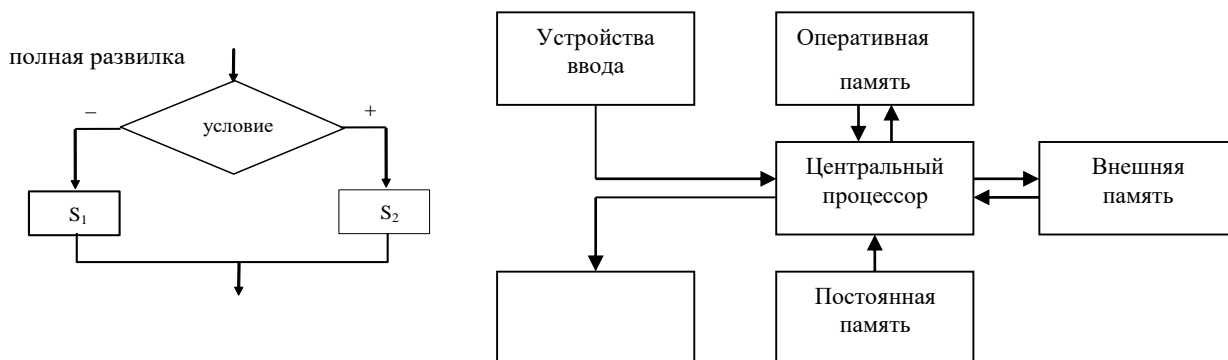 полная развилка
−
+
условие
S₁
S₂
Устройства
ввода
Оперативная
память
Центральный
процессор
Внешняя
память
Постоянная
память